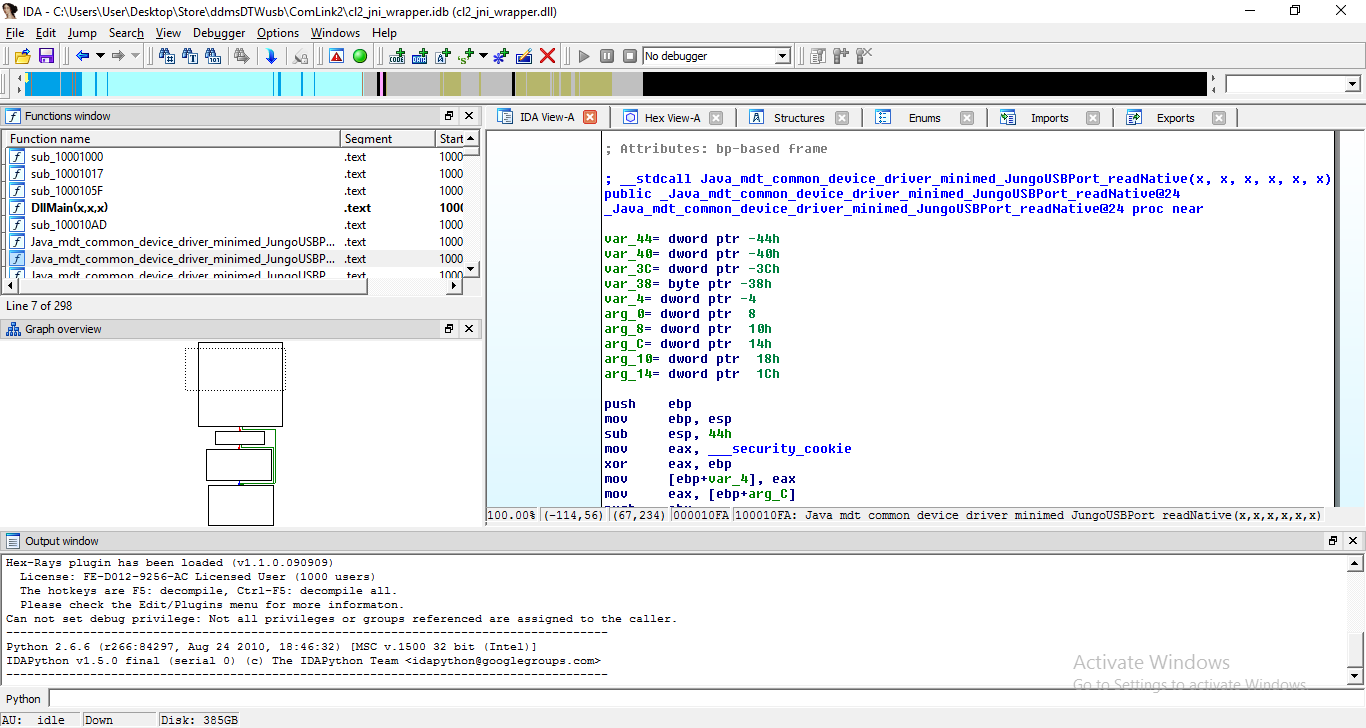 IDA - C:\Users\User\Desktop\Store\ddmsDTWusb\ComLink2\cl2_jni_wrapper.idb (cl2_jni_wrapper.dll)
File Edit Jump Search View Debugger Options Windows Help
No debugger
Functions window
Function name Segment Start
sub_10001000 .text 1000
sub_10001017 .text 1000
sub_1000105F .text 1000
DllMain(x,x,x) .text 100(
sub_100010AD .text 1000
Java_mdt_common_device_driver_minimed_JungoUSBP... .text 1000
Java_mdt_common_device_driver_minimed_JungoUSBP... .text 1000
Java_mdt_common_device_driver_minimed_JungoUSBP... .text 1000
Line 7 of 298
Graph overview
IDA View-A Hex View-A Structures Enums Imports Exports
; Attributes: bp-based frame
; __stdcall Java_mdt_common_device_driver_minimed_JungoUSBPort_readNative(x, x, x, x, x, x)
public _Java_mdt_common_device_driver_minimed_JungoUSBPort_readNative@24
_Java_mdt_common_device_driver_minimed_JungoUSBPort_readNative@24 proc near
var_44= dword ptr -44h
var_40= dword ptr -40h
var_3C= dword ptr -3Ch
var_38= byte ptr -38h
var_4= dword ptr -4
arg_0= dword ptr 8
arg_8= dword ptr 10h
arg_C= dword ptr 14h
arg_10= dword ptr 18h
arg_14= dword ptr 1Ch
push ebp
mov ebp, esp
sub esp, 44h
mov eax, ___security_cookie
xor eax, ebp
mov [ebp+var_4], eax
mov eax, [ebp+arg_C]
100.00% (-114,56) (67,234) 000010FA 100010FA: Java_mdt_common_device_driver_minimed_JungoUSBPort_readNative(x,x,x,x,x,x)
Output window
Hex-Rays plugin has been loaded (v1.1.0.090909)
License: FE-D012-9256-AC Licensed User (1000 users)
The hotkeys are F5: decompile, Ctrl-F5: decompile all.
Please check the Edit/Plugins menu for more informaton.
Can not set debug privilege: Not all privileges or groups referenced are assigned to the caller.
Python 2.6.6 (r266:84297, Aug 24 2010, 18:46:32) [MSC v.1500 32 bit (Intel)]
IDAPython v1.5.0 final (serial 0) (c) The IDAPython Team <idapython@googlegroups.com>
Activate Windows
Go to Settings to activate Windows.
Python
AU: idle Down Disk: 385GB